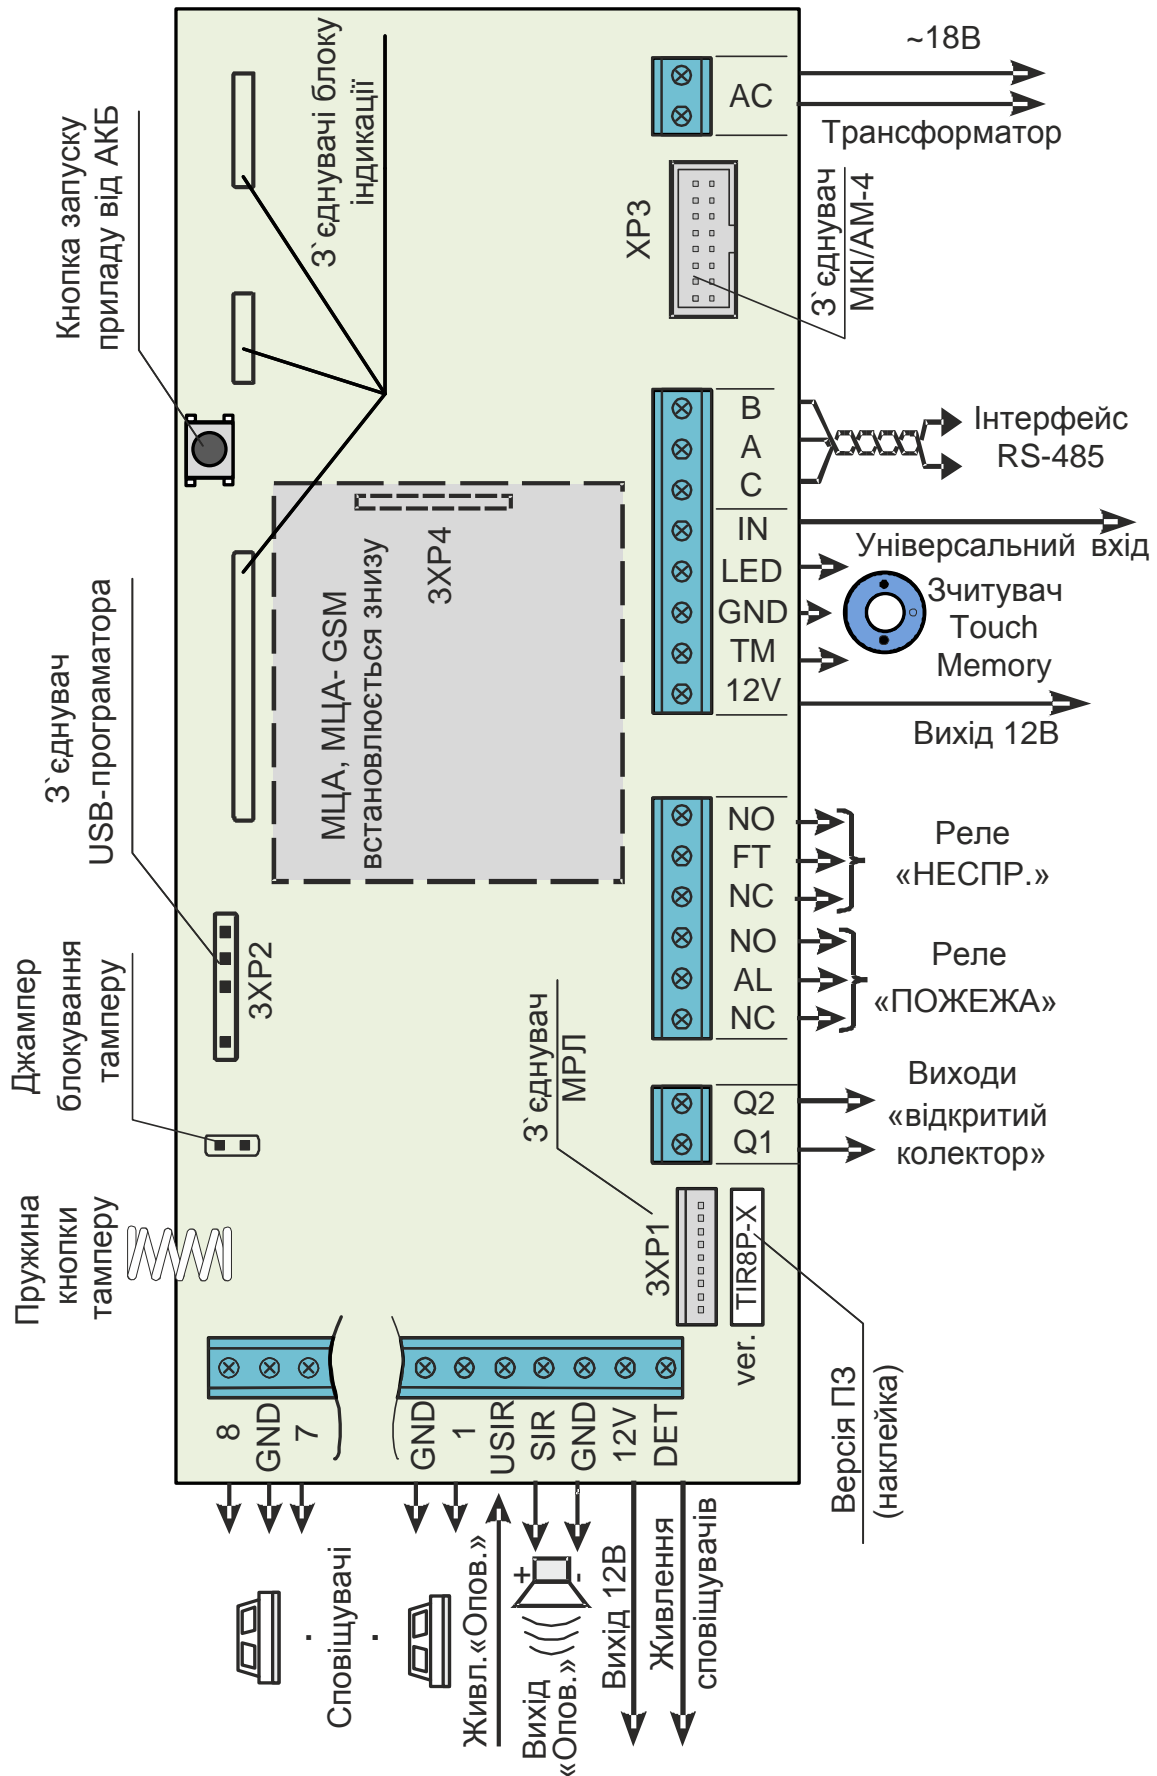 ~18В
AC
Трансформатор
Кнопка запуску
приладу від АКБ
З`єднувачі блоку
індикації
XP3
З`єднувач
МКІ/АМ-4
B
A
C
Інтерфейс
RS-485
IN
Універсальний вхід
LED
GND
TM
Зчитувач
Touch
Memory
12V
Вихід 12В
3XP4
МЦА, МЦА- GSM
встановлюється знизу
З`єднувач
USB-програматора
3XP2
NO
FT
NC
Реле
«НЕСПР.»
NO
AL
NC
Реле
«ПОЖЕЖА»
Джампер
блокування
тамперу
З`єднувач
МРЛ
Q2
Q1
Виходи
«відкритий
колектор»
Пружина
кнопки
тамперу
3XP1
TIR8P-X
ver.
Версія ПЗ
(наклейка)
8
GND
7
GND
1
USIR
SIR
GND
12V
DET
Сповіщувачі
Живл.«Опов.»
+
-
Вихід
«Опов.»
Вихід 12В
Живлення
сповіщувачів